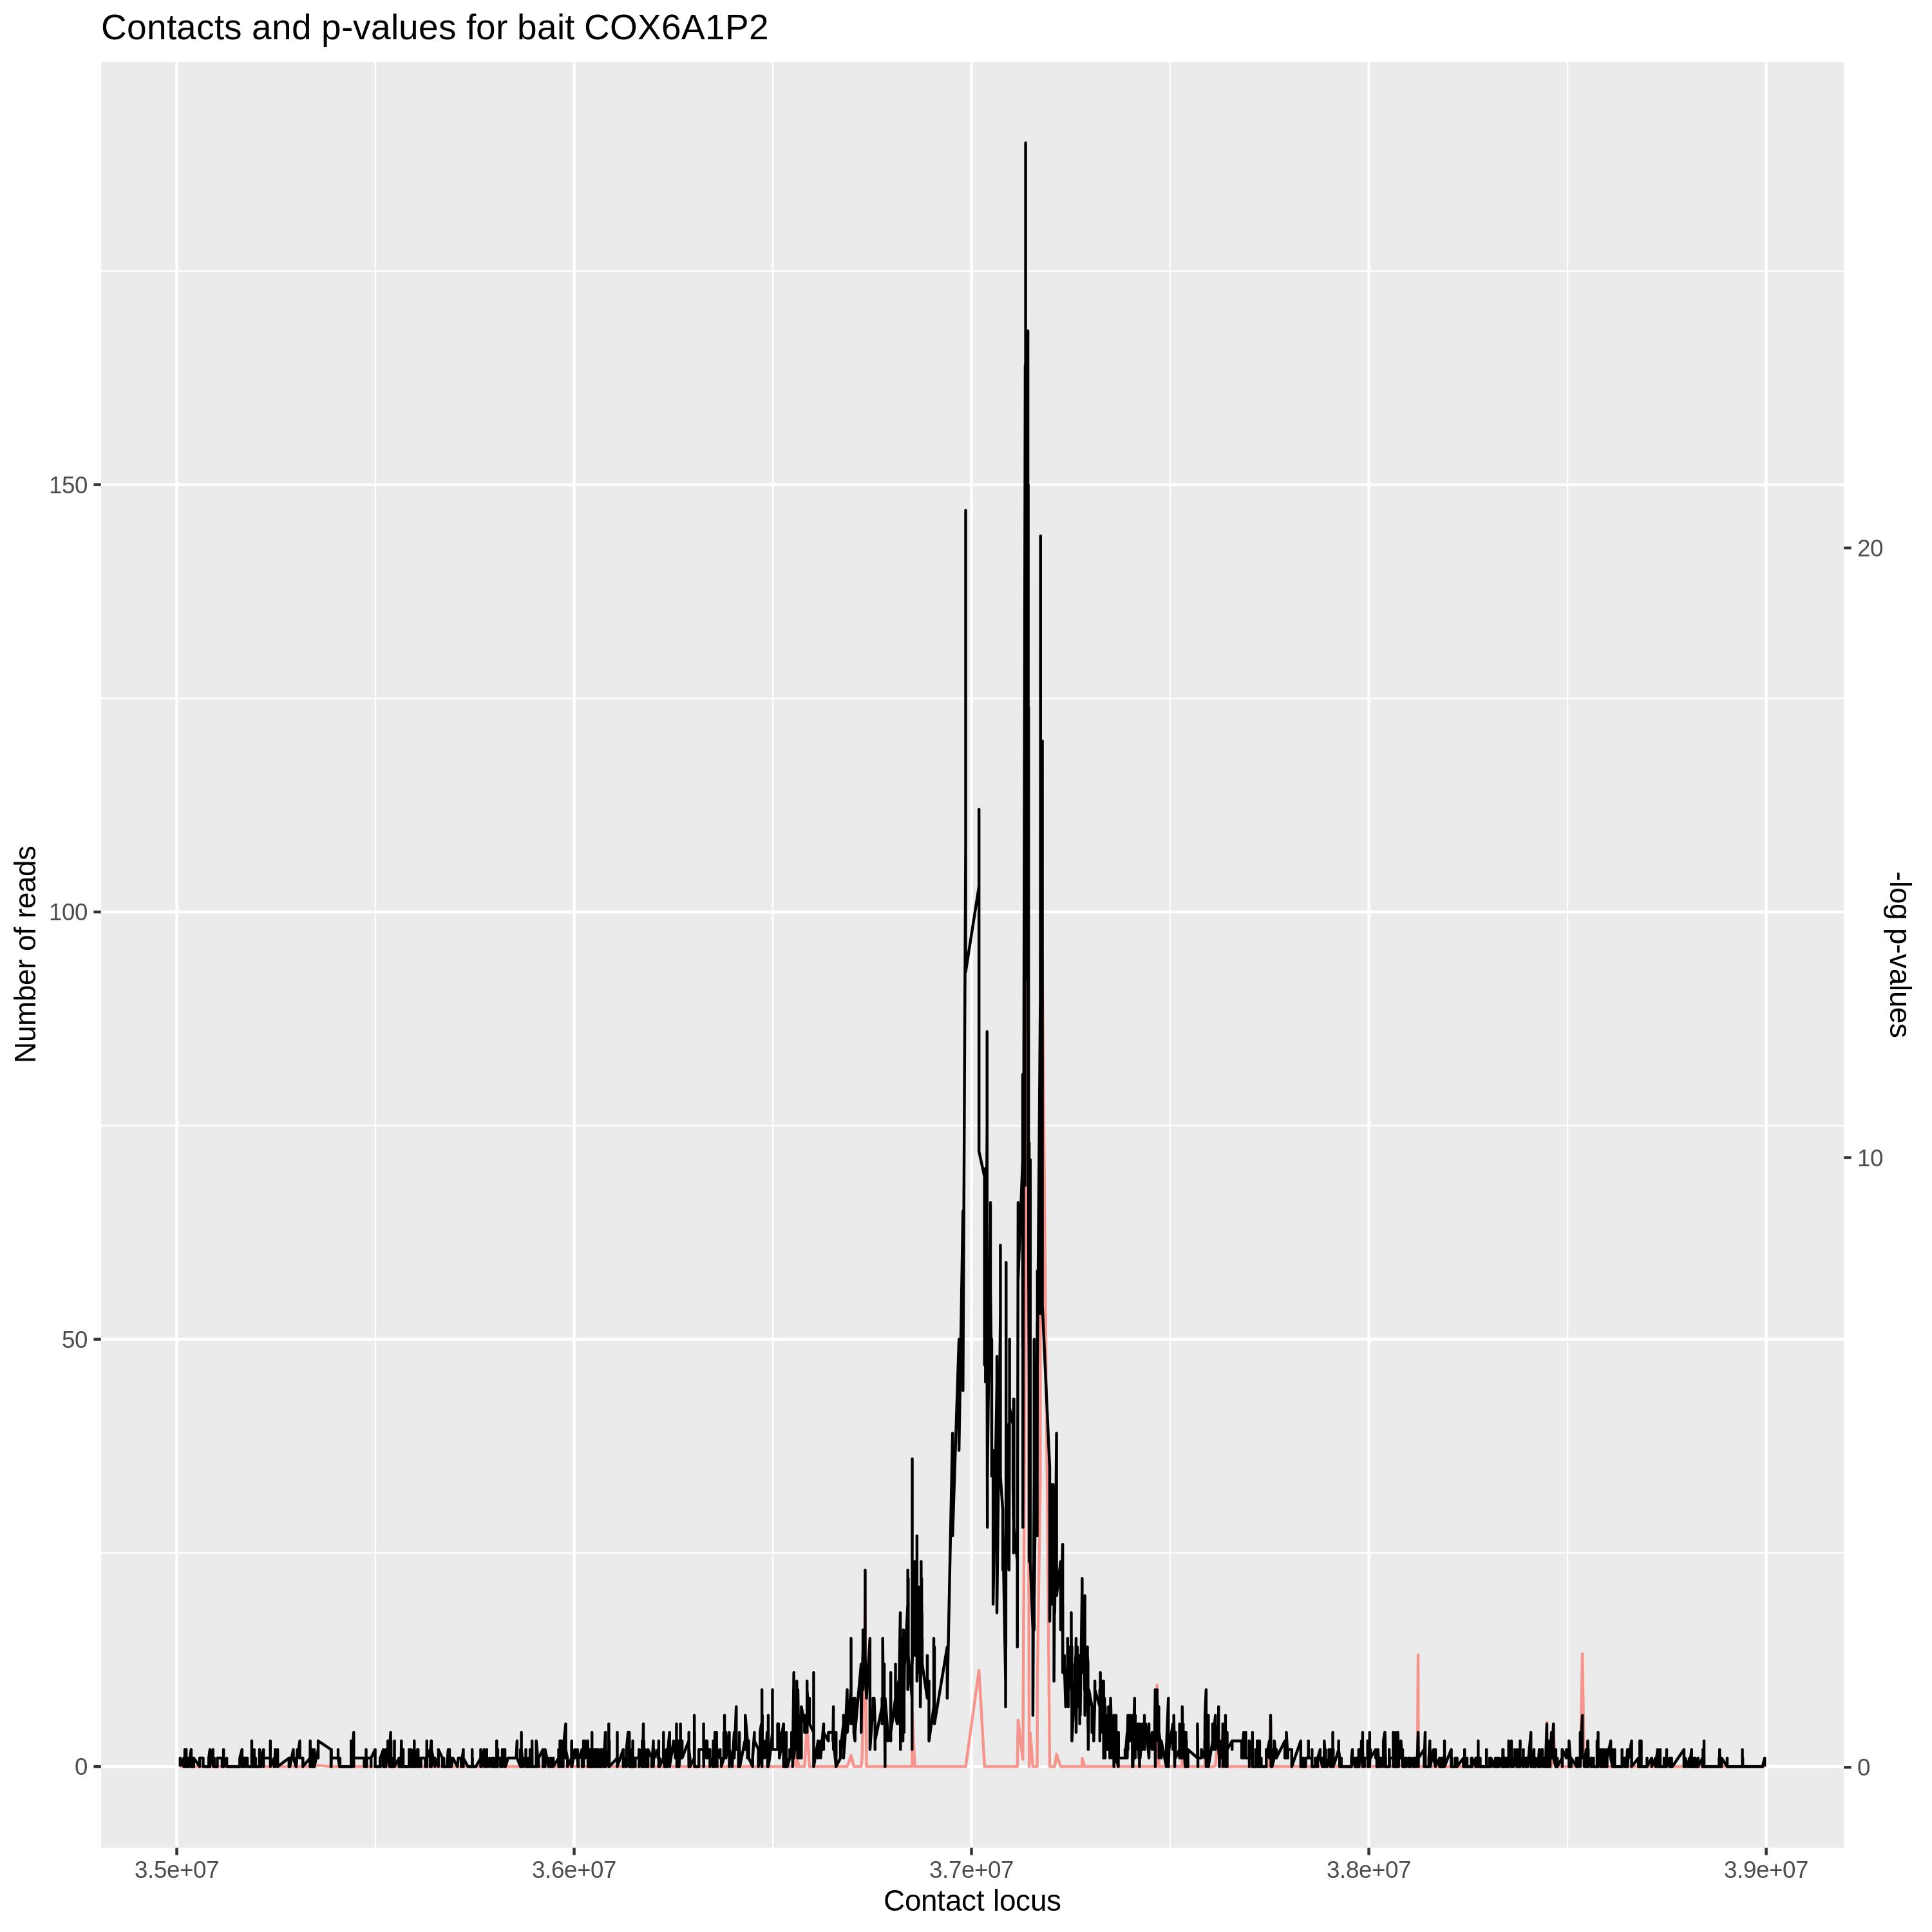 Contacts and p-values for bait COX6A1P2
150
100
50
0
Number of reads
20
10
0
-log p-values
3.5e+07
3.6e+07
3.7e+07
3.8e+07
3.9e+07
Contact locus